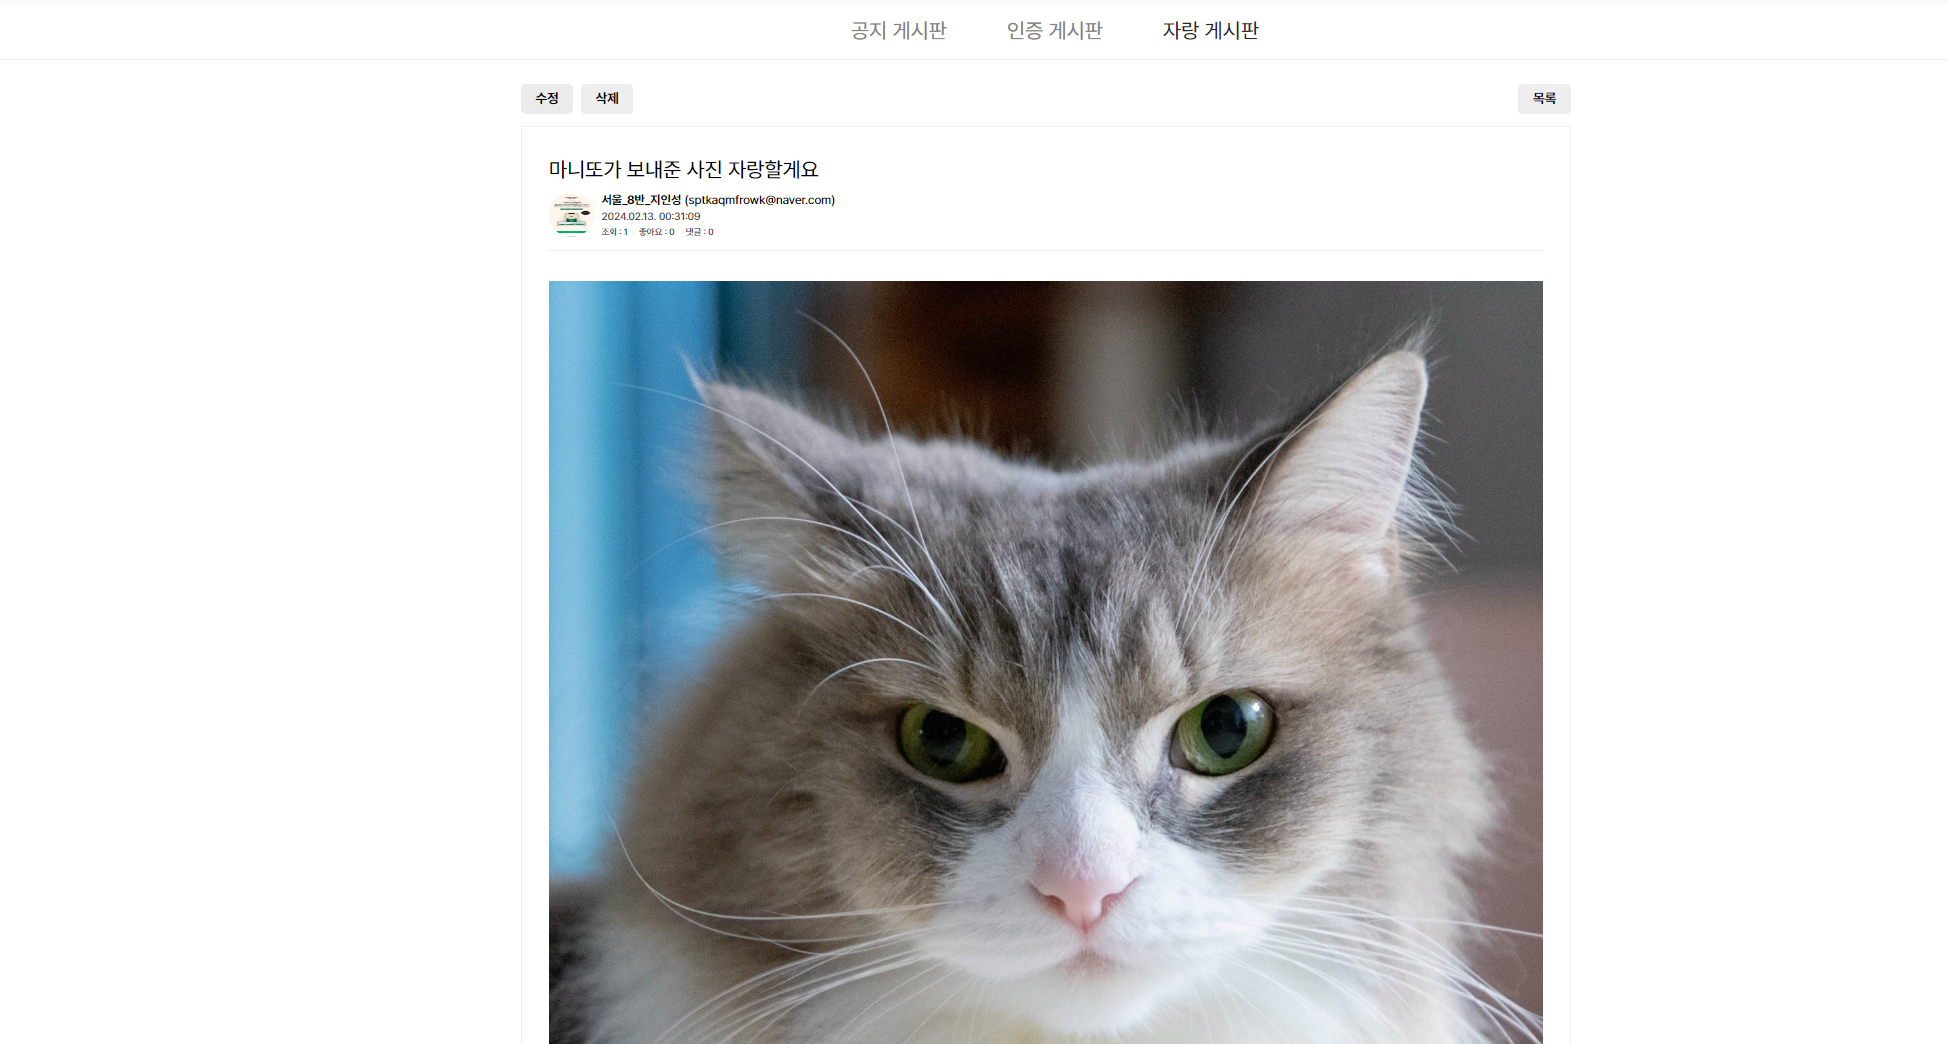 공지 게시판 인증 게시판 자랑 게시판
수정 삭제 목록
마니또가 보내준 사진 자랑할게요
서울_8반_지인성 (sptkaqmfrowk@naver.com)
2024.02.13. 00:31:09
조회 : 1 좋아요 : 0 댓글 : 0